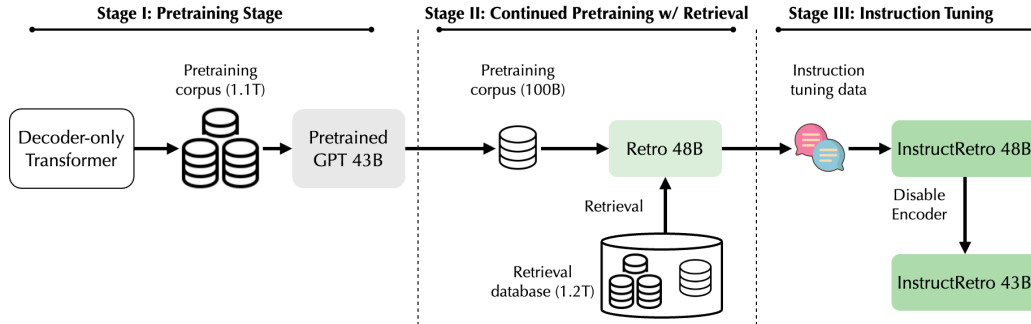 Stage I: Pretraining Stage
Stage II: Continued Pretraining w/ Retrieval
Stage III: Instruction Tuning
Decoder-only
Transformer
Pretraining
corpus (1.1T)
Pretrained
GPT 43B
Pretraining
corpus (100B)
Retro 48B
Retrieval
Retrieval
database (1.2T)
Instruction
tuning data
InstructRetro 48B
Disable
Encoder
InstructRetro 43B